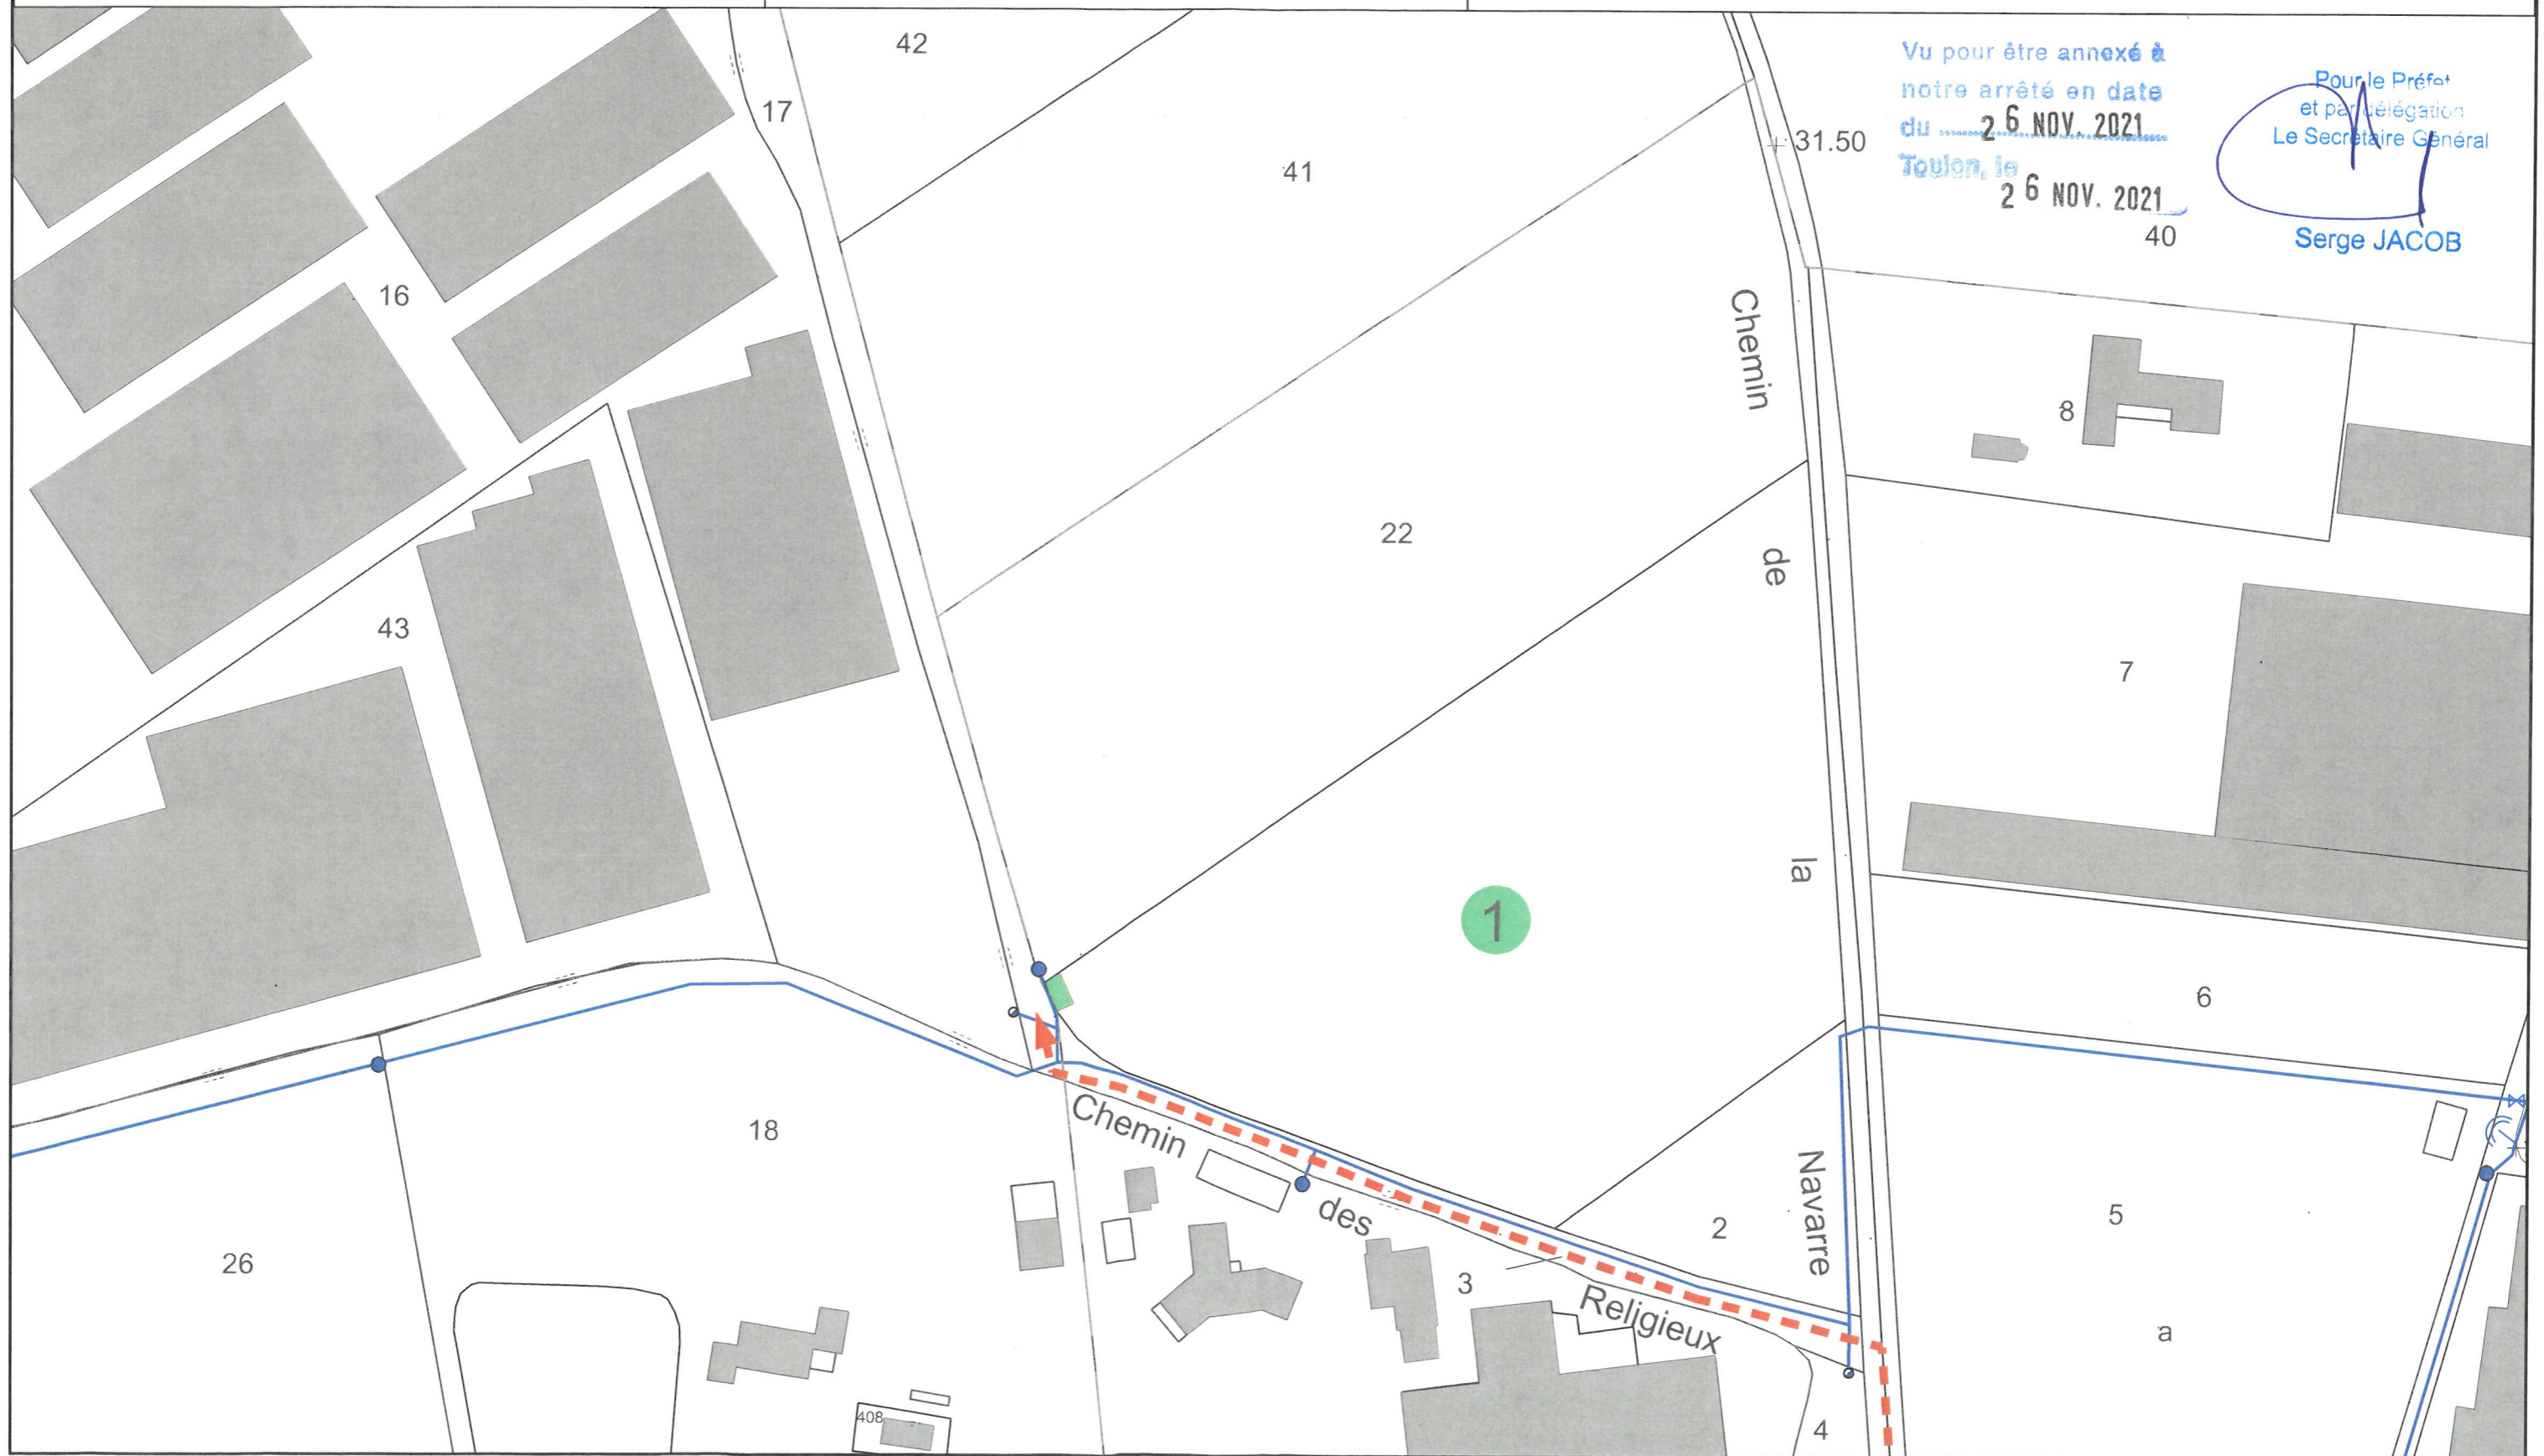 42
17
41
Vu pour être annexé à
notre arrêté en date
du 26 NOV. 2021
Toulon, le
26 NOV. 2021
Pour le Préfet
et par délégation
Le Secrétaire Général
Serge JACOB
31.50
40
16
Chemin de la Navarre
8
22
43
7
1
6
18
Chemin des Religieux
26
2
3
5
a
408
4